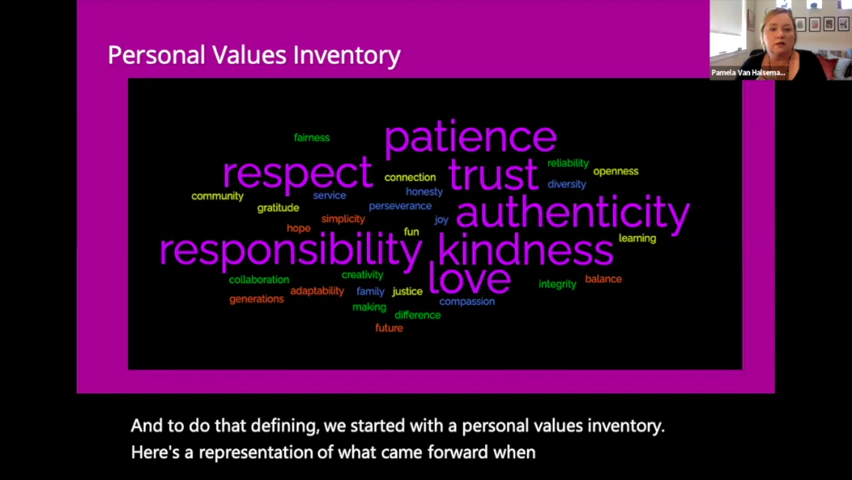 Personal Values Inventory
Pamela Van Halsema...
fairness
patience
respect
connection
trust
reliability
openness
community
service
honesty
diversity
gratitude
perseverance
authenticity
simplicity
joy
hope
fun
learning
responsibility
kindness
love
collaboration
creativity
integrity
balance
generations
adaptability
family
justice
compassion
making
difference
future
And to do that defining, we started with a personal values inventory.
Here's a representation of what came forward when